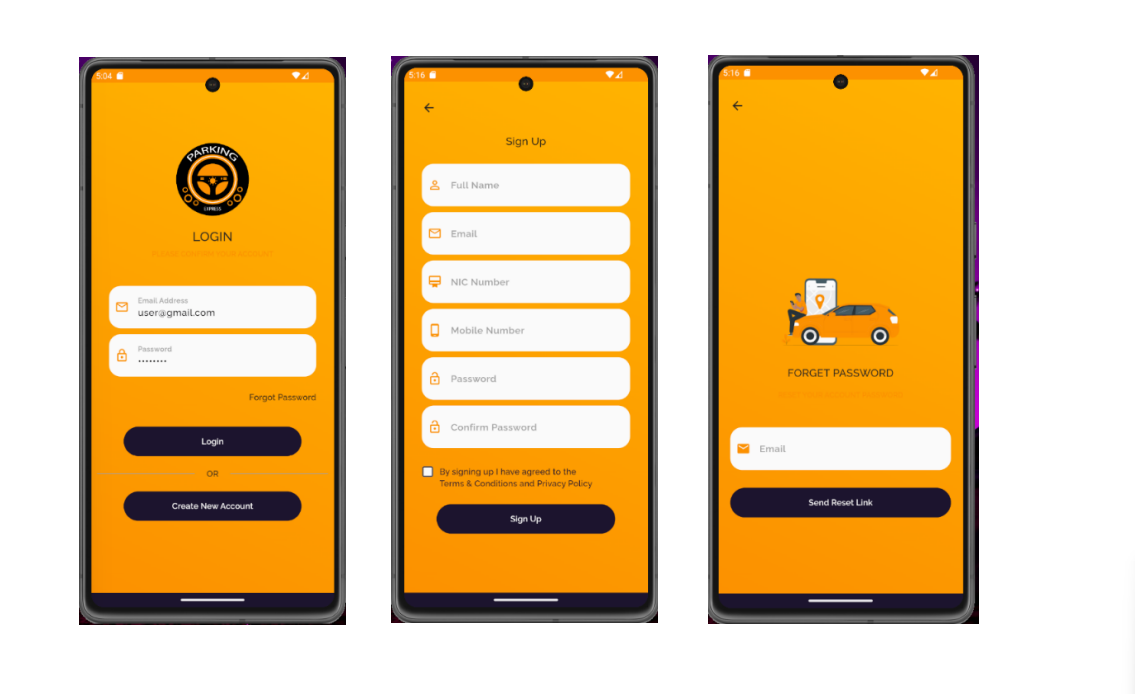 5:04
PARKING
EXPRESS
LOGIN
Email Address
user@gmail.com
Password
Forgot Password
Login
OR
Create New Account
5:16
Sign Up
Full Name
Email
NIC Number
Mobile Number
Password
Confirm Password
By signing up I have agreed to the
Terms & Conditions and Privacy Policy
Sign Up
5:16
FORGET PASSWORD
Email
Send Reset Link